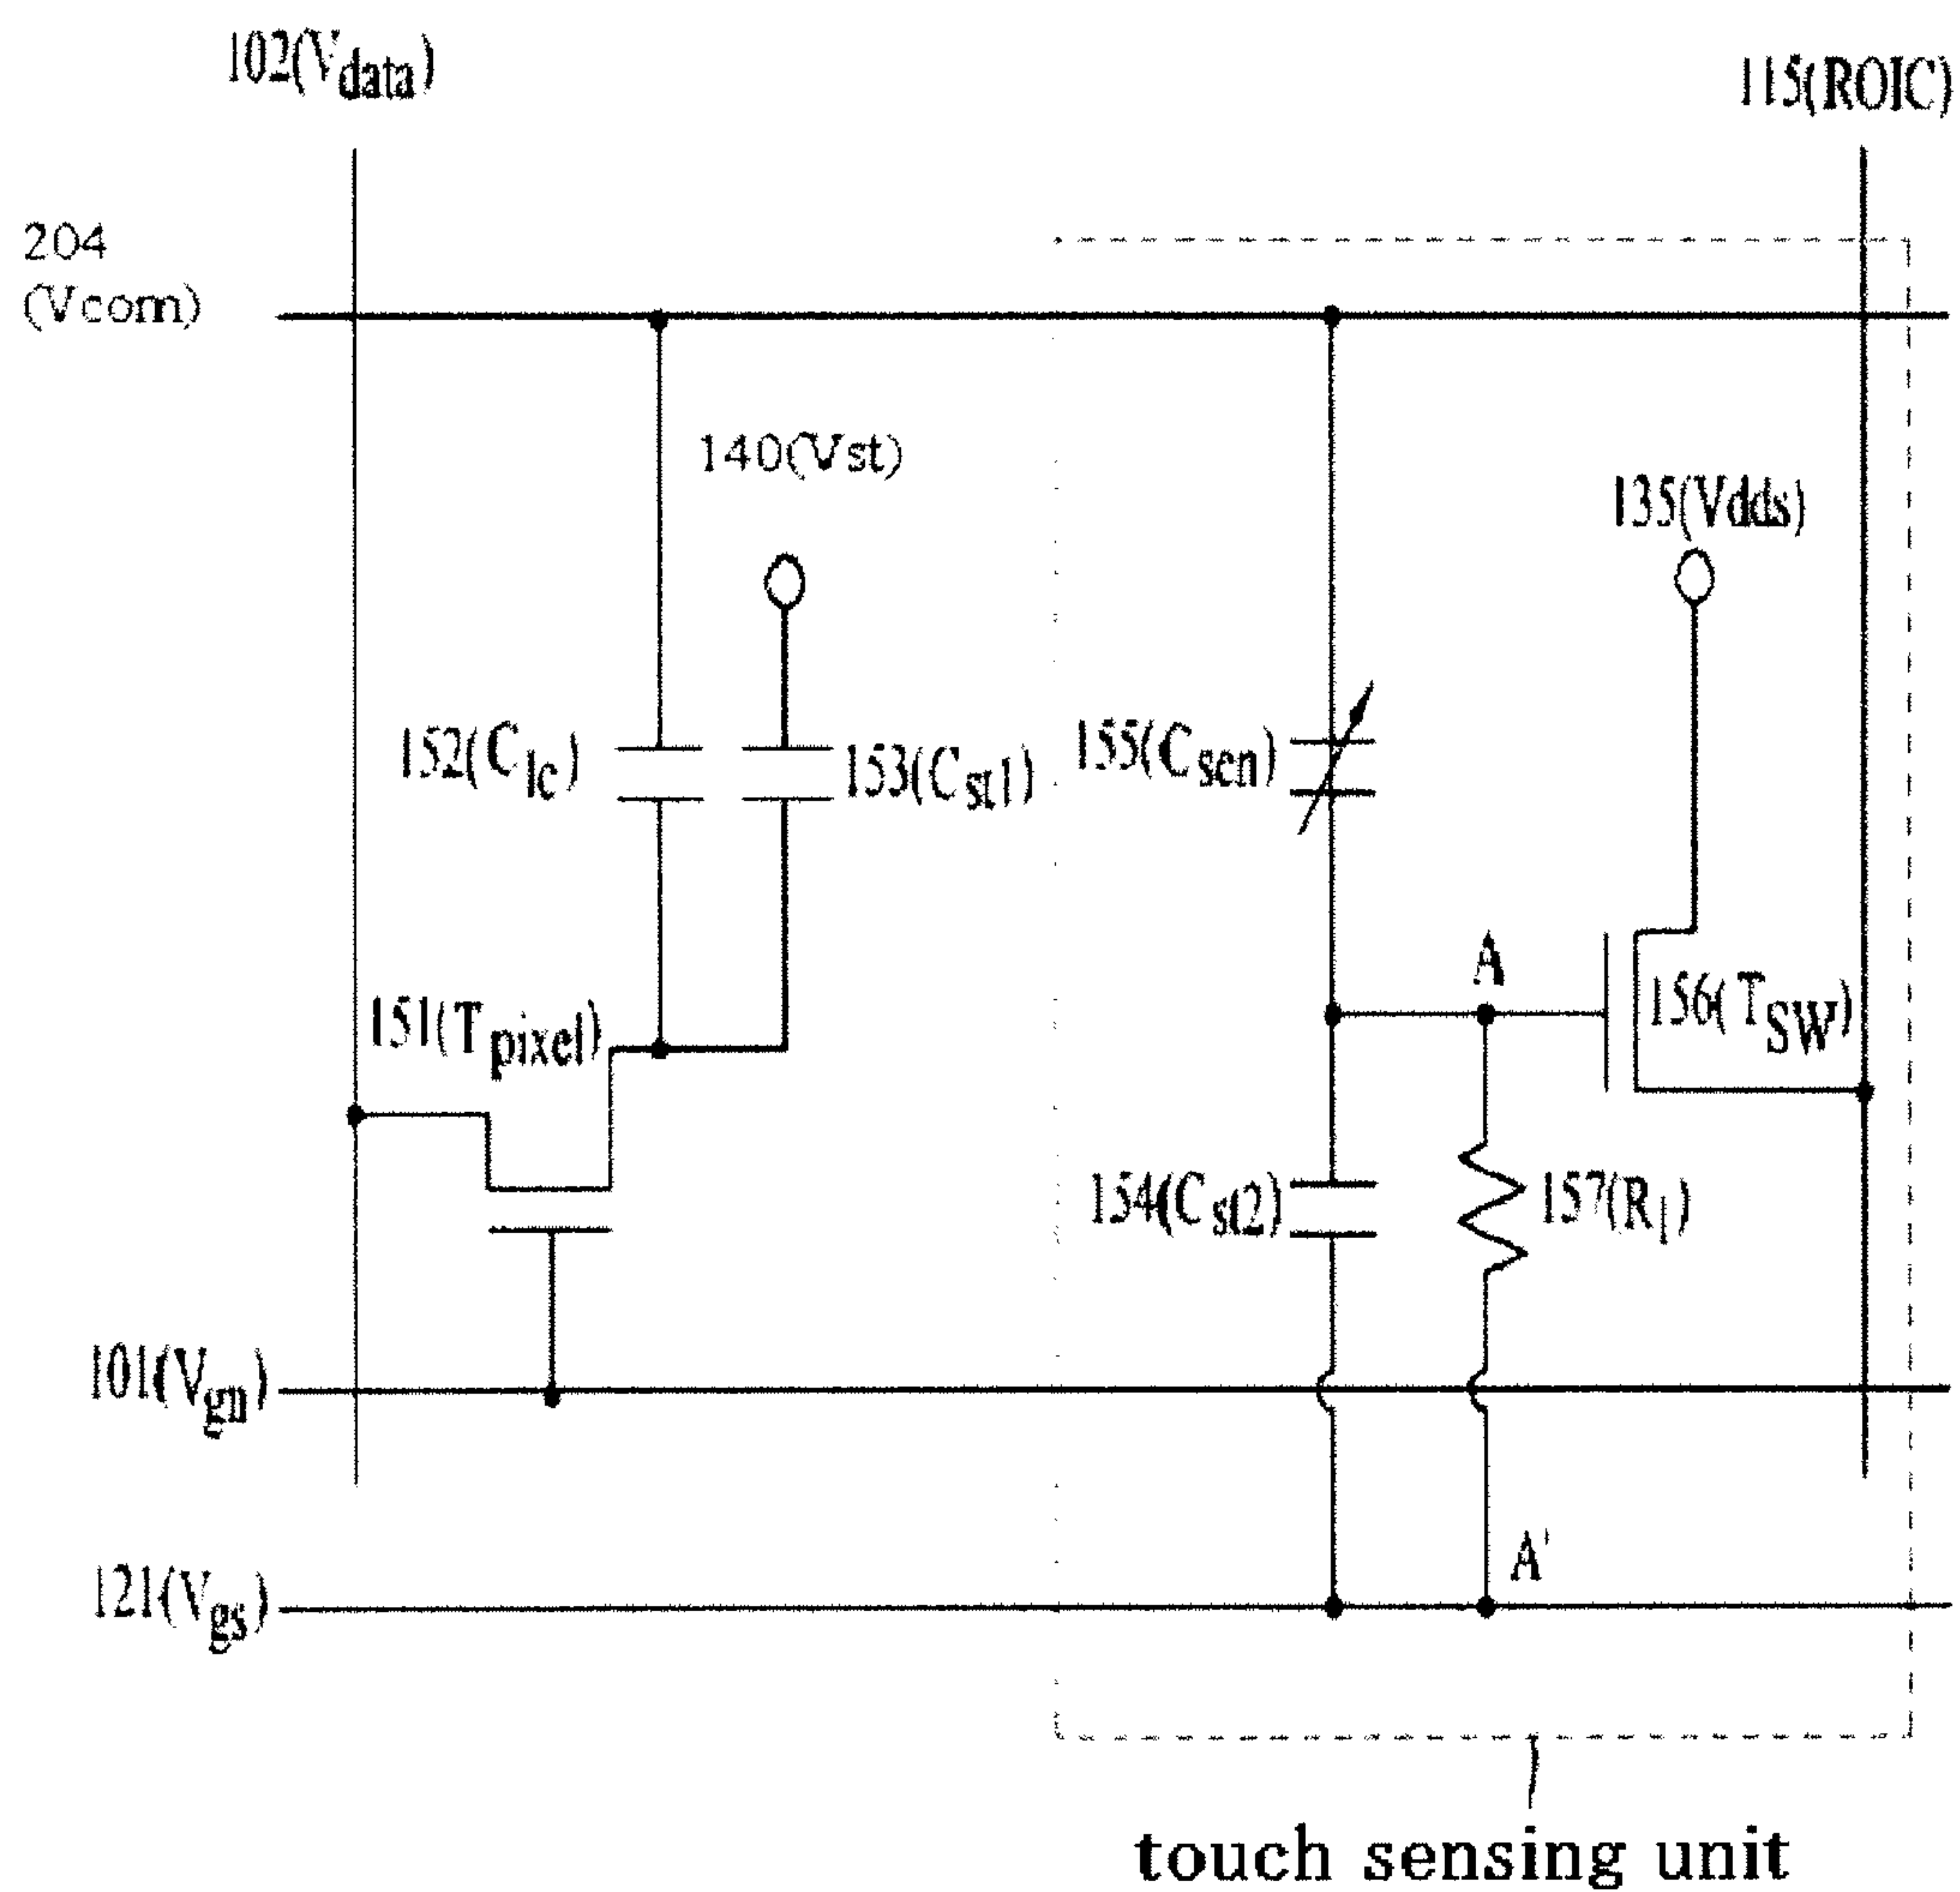 102(Vdata)
115(ROIC)
204
(Vcom)
140(Vst)
135(Vdds)
152(Clc)
153(Cst1)
155(Csen)
A
156(TSW)
151(Tpixel)
154(Cst2)
157(R1)
101(Vgn)
A'
121(Vgs)
touch sensing unit